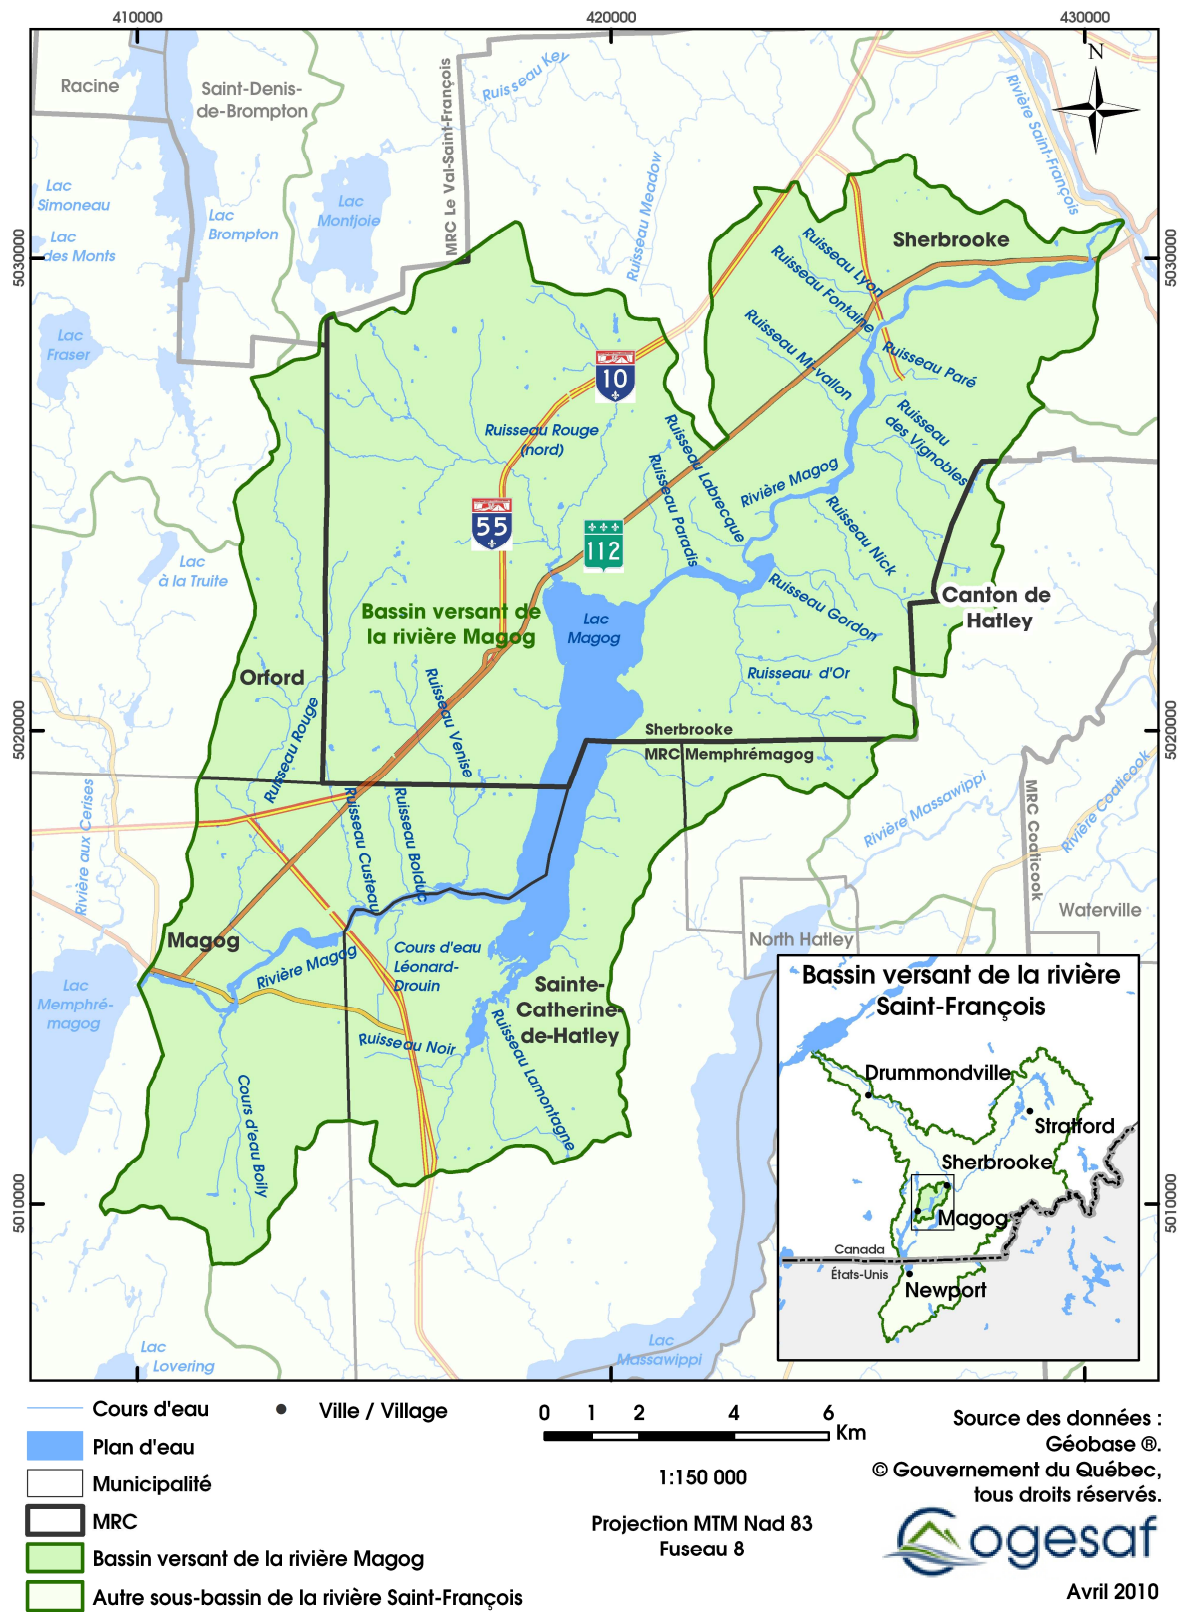 410000
420000
430000
N
Racine
Saint-Denis-
de-Brompton
MRC Le Val-Saint-François
Ruisseau Key
Rivière Saint-François
Lac
Simoneau
Lac
des Monts
Lac
Brompton
Lac
Montjoie
Ruisseau Meadow
5030000
5030000
Sherbrooke
Ruisseau Lyon
Ruisseau Fontaine
Ruisseau Mi-vallon
Ruisseau Paré
Ruisseau
des Vignobles
Lac
Fraser
10
Ruisseau Rouge
(nord)
Ruisseau Labrecque
Ruisseau Paradis
Rivière Magog
Ruisseau Nick
55
112
Lac
à la Truite
Ruisseau Gordon
Canton de
Hatley
Bassin versant de
la rivière Magog
Lac
Magog
Orford
Ruisseau d'Or
Ruisseau Rouge
Ruisseau Venise
5020000
5020000
Sherbrooke
MRC Memphrémagog
Rivière aux Cerises
Ruisseau Custeau
Ruisseau Bolduc
Rivière Massawippi
MRC Coaticook
Rivière Coaticook
Waterville
North Hatley
Magog
Rivière Magog
Cours d'eau
Léonard-
Drouin
Sainte-
Catherine-
de-Hatley
Lac
Memphré-
magog
Ruisseau Noir
Ruisseau Lamontagne
Cours d'eau Boily
5010000
5010000
Lac
Lovering
Lac
Massawippi
Bassin versant de la rivière
Saint-François
Drummondville
Stratford
Sherbrooke
Magog
Canada
États-Unis
Newport
Cours d'eau
Ville / Village
Plan d'eau
Municipalité
MRC
Bassin versant de la rivière Magog
Autre sous-bassin de la rivière Saint-François
0 1 2 4 6
Km
1:150 000
Projection MTM Nad 83
Fuseau 8
Source des données :
Géobase ®.
© Gouvernement du Québec,
tous droits réservés.
Cogesaf
Avril 2010